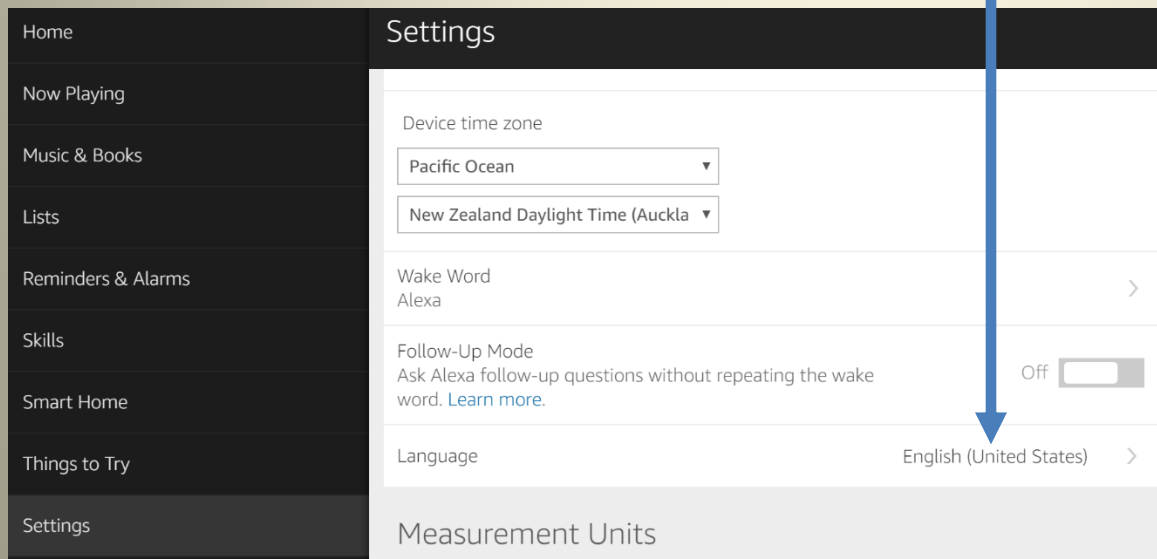 Home
Now Playing
Music & Books
Lists
Reminders & Alarms
Skills
Smart Home
Things to Try
Settings
Settings
Device time zone
Pacific Ocean
New Zealand Daylight Time (Auckla
Wake Word
Alexa
Follow-Up Mode
Ask Alexa follow-up questions without repeating the wake
word. Learn more.
Off
Language
English (United States)
Measurement Units